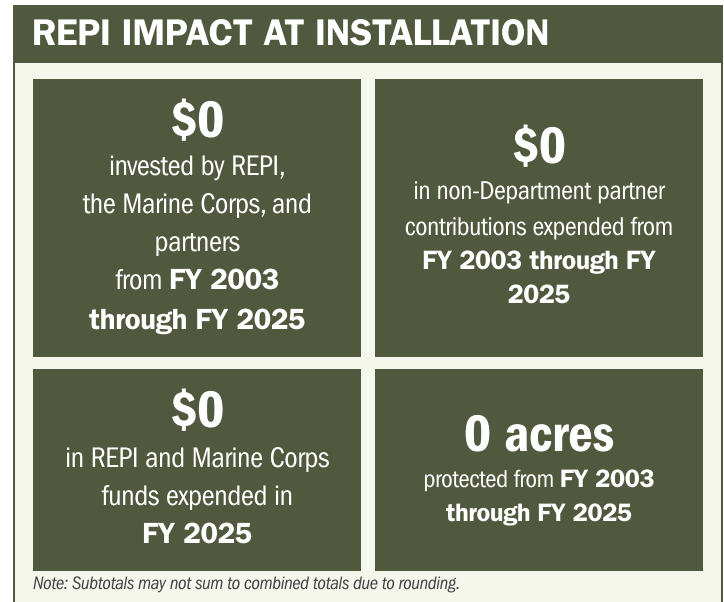 REPI IMPACT AT INSTALLATION
$0
invested by REPI,
the Marine Corps, and
partners
from FY 2003
through FY 2025
$0
in non-Department partner
contributions expended from
FY 2003 through FY
2025
$0
in REPI and Marine Corps
funds expended in
FY 2025
0 acres
protected from FY 2003
through FY 2025
Note: Subtotals may not sum to combined totals due to rounding.